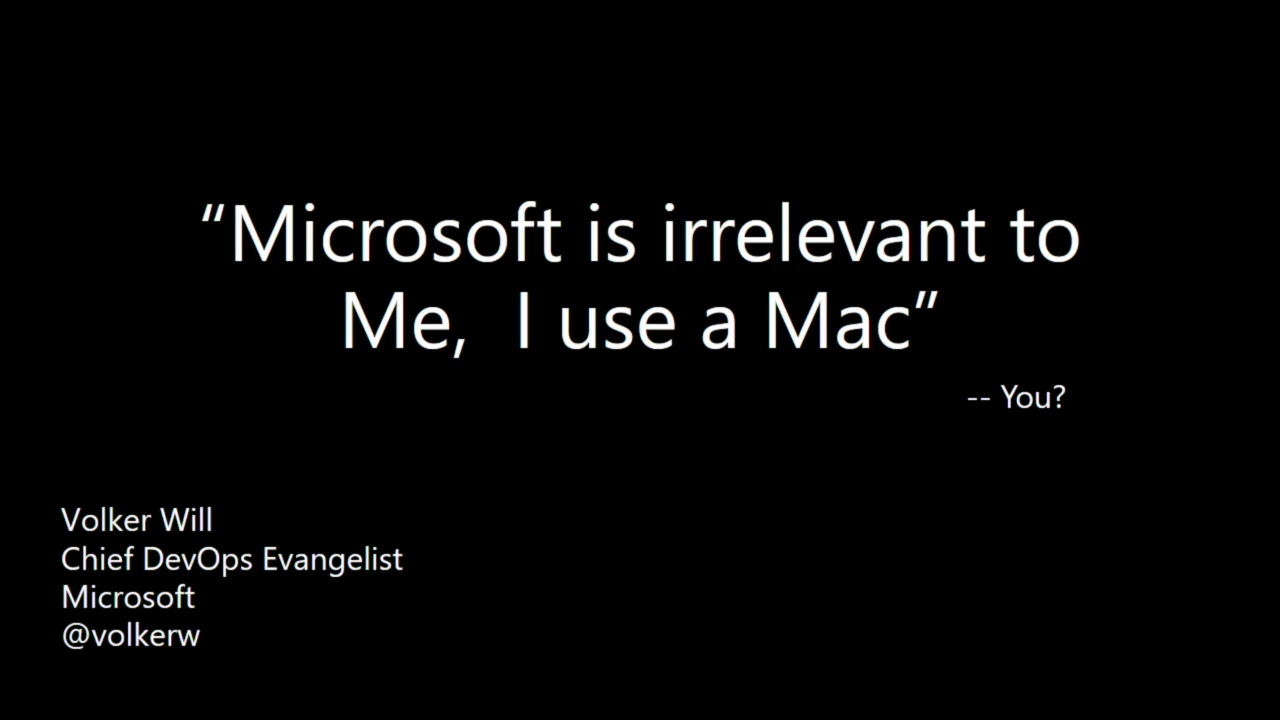 “Microsoft is irrelevant to
Me,  I use a Mac”
-- You?
Volker Will
Chief DevOps Evangelist
Microsoft
@volkerw